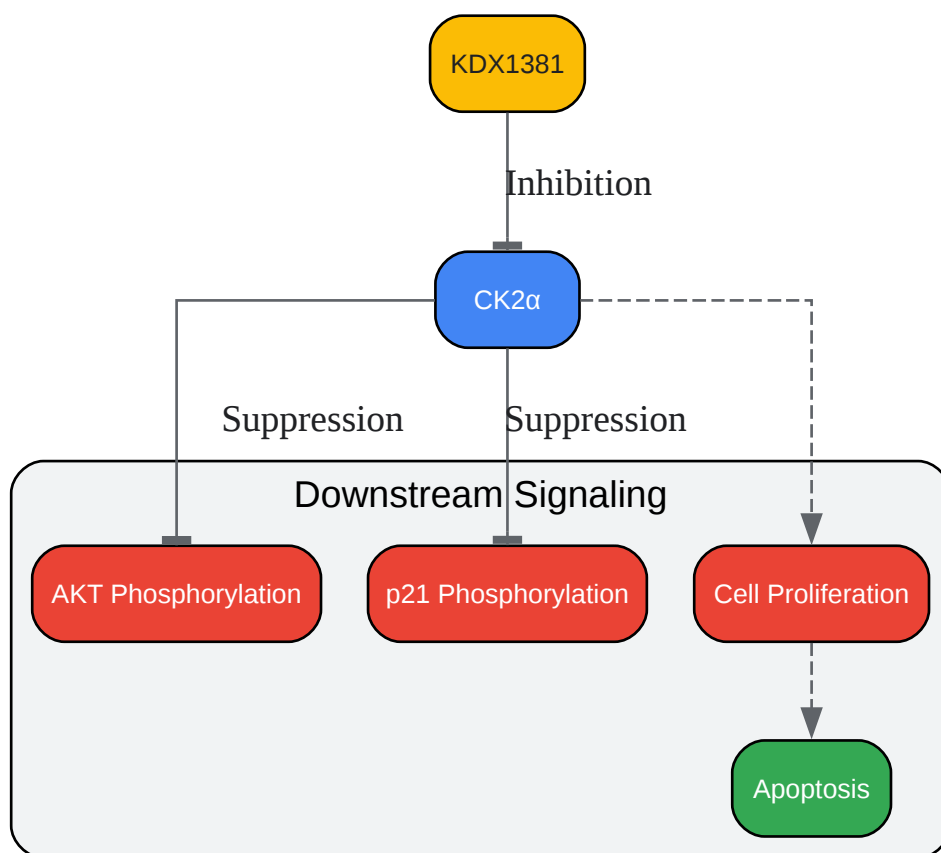 KDX1381
Inhibition
CK2α
Suppression
Suppression
Downstream Signaling
AKT Phosphorylation
p21 Phosphorylation
Cell Proliferation
Apoptosis